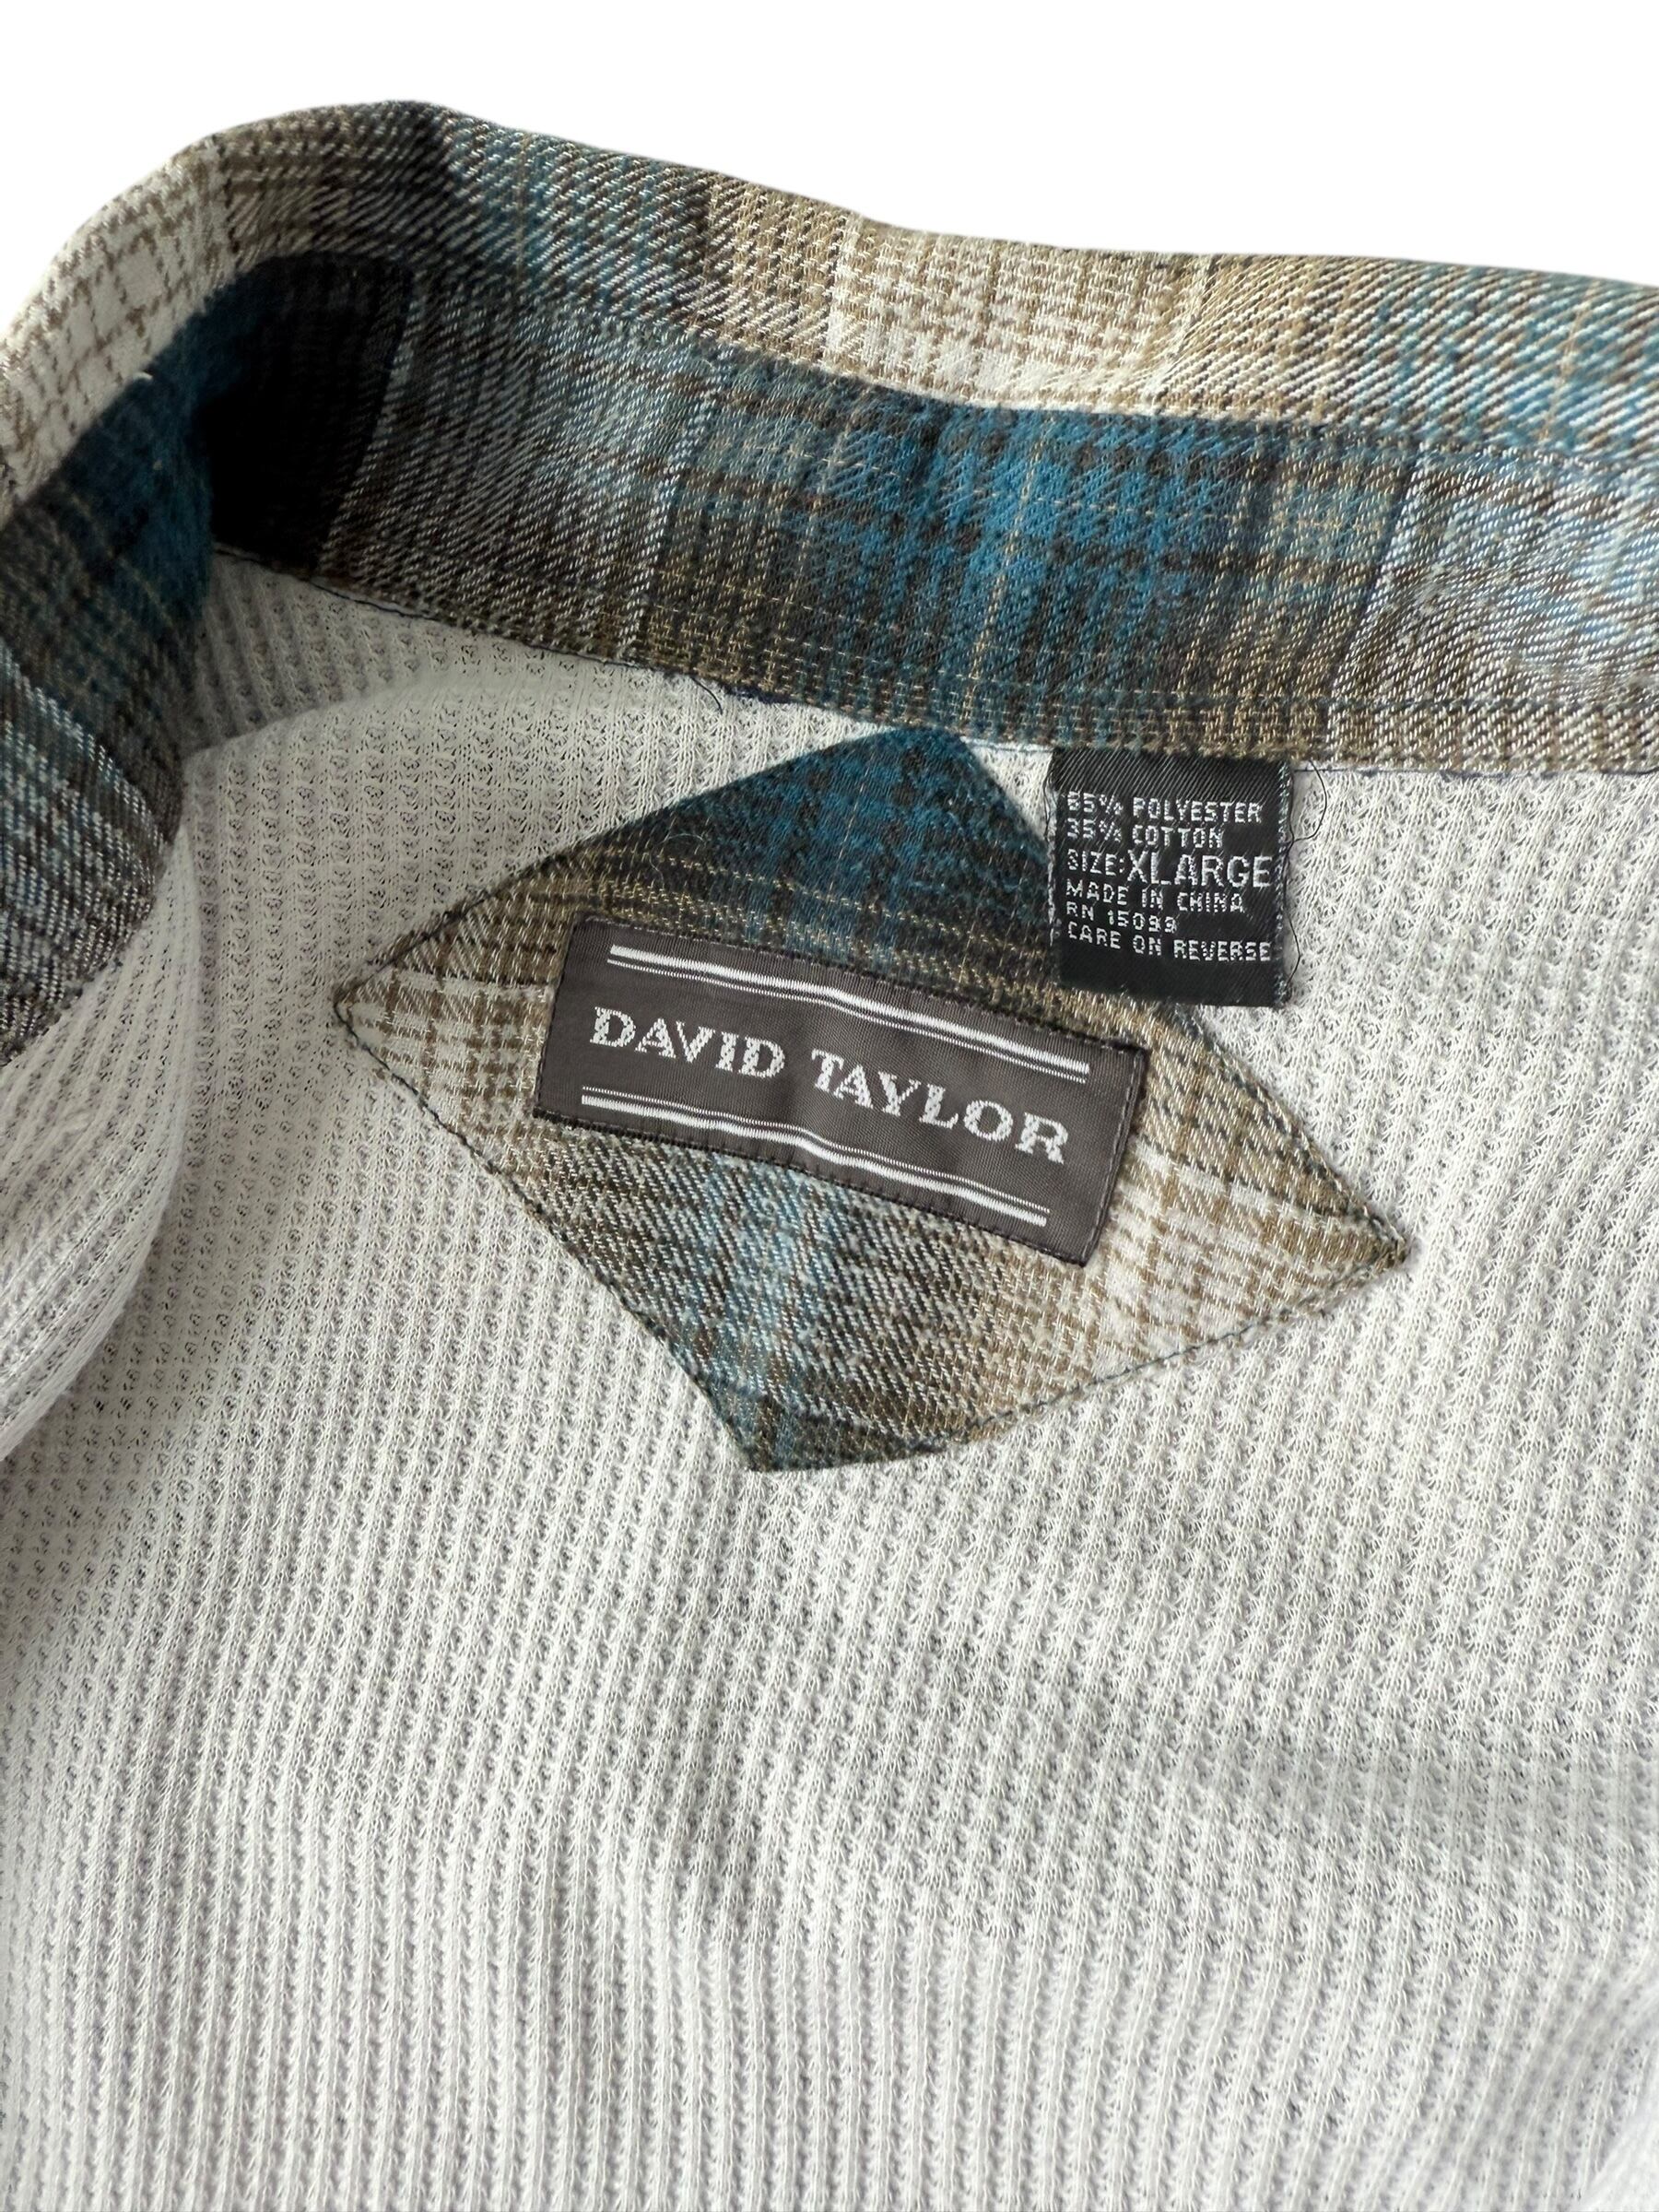 DAVID TAYLOR
65% POLYESTER
35% COTTON
SIZE:XLARGE
MADE IN CHINA
RN 15099
CARE ON REVERSE